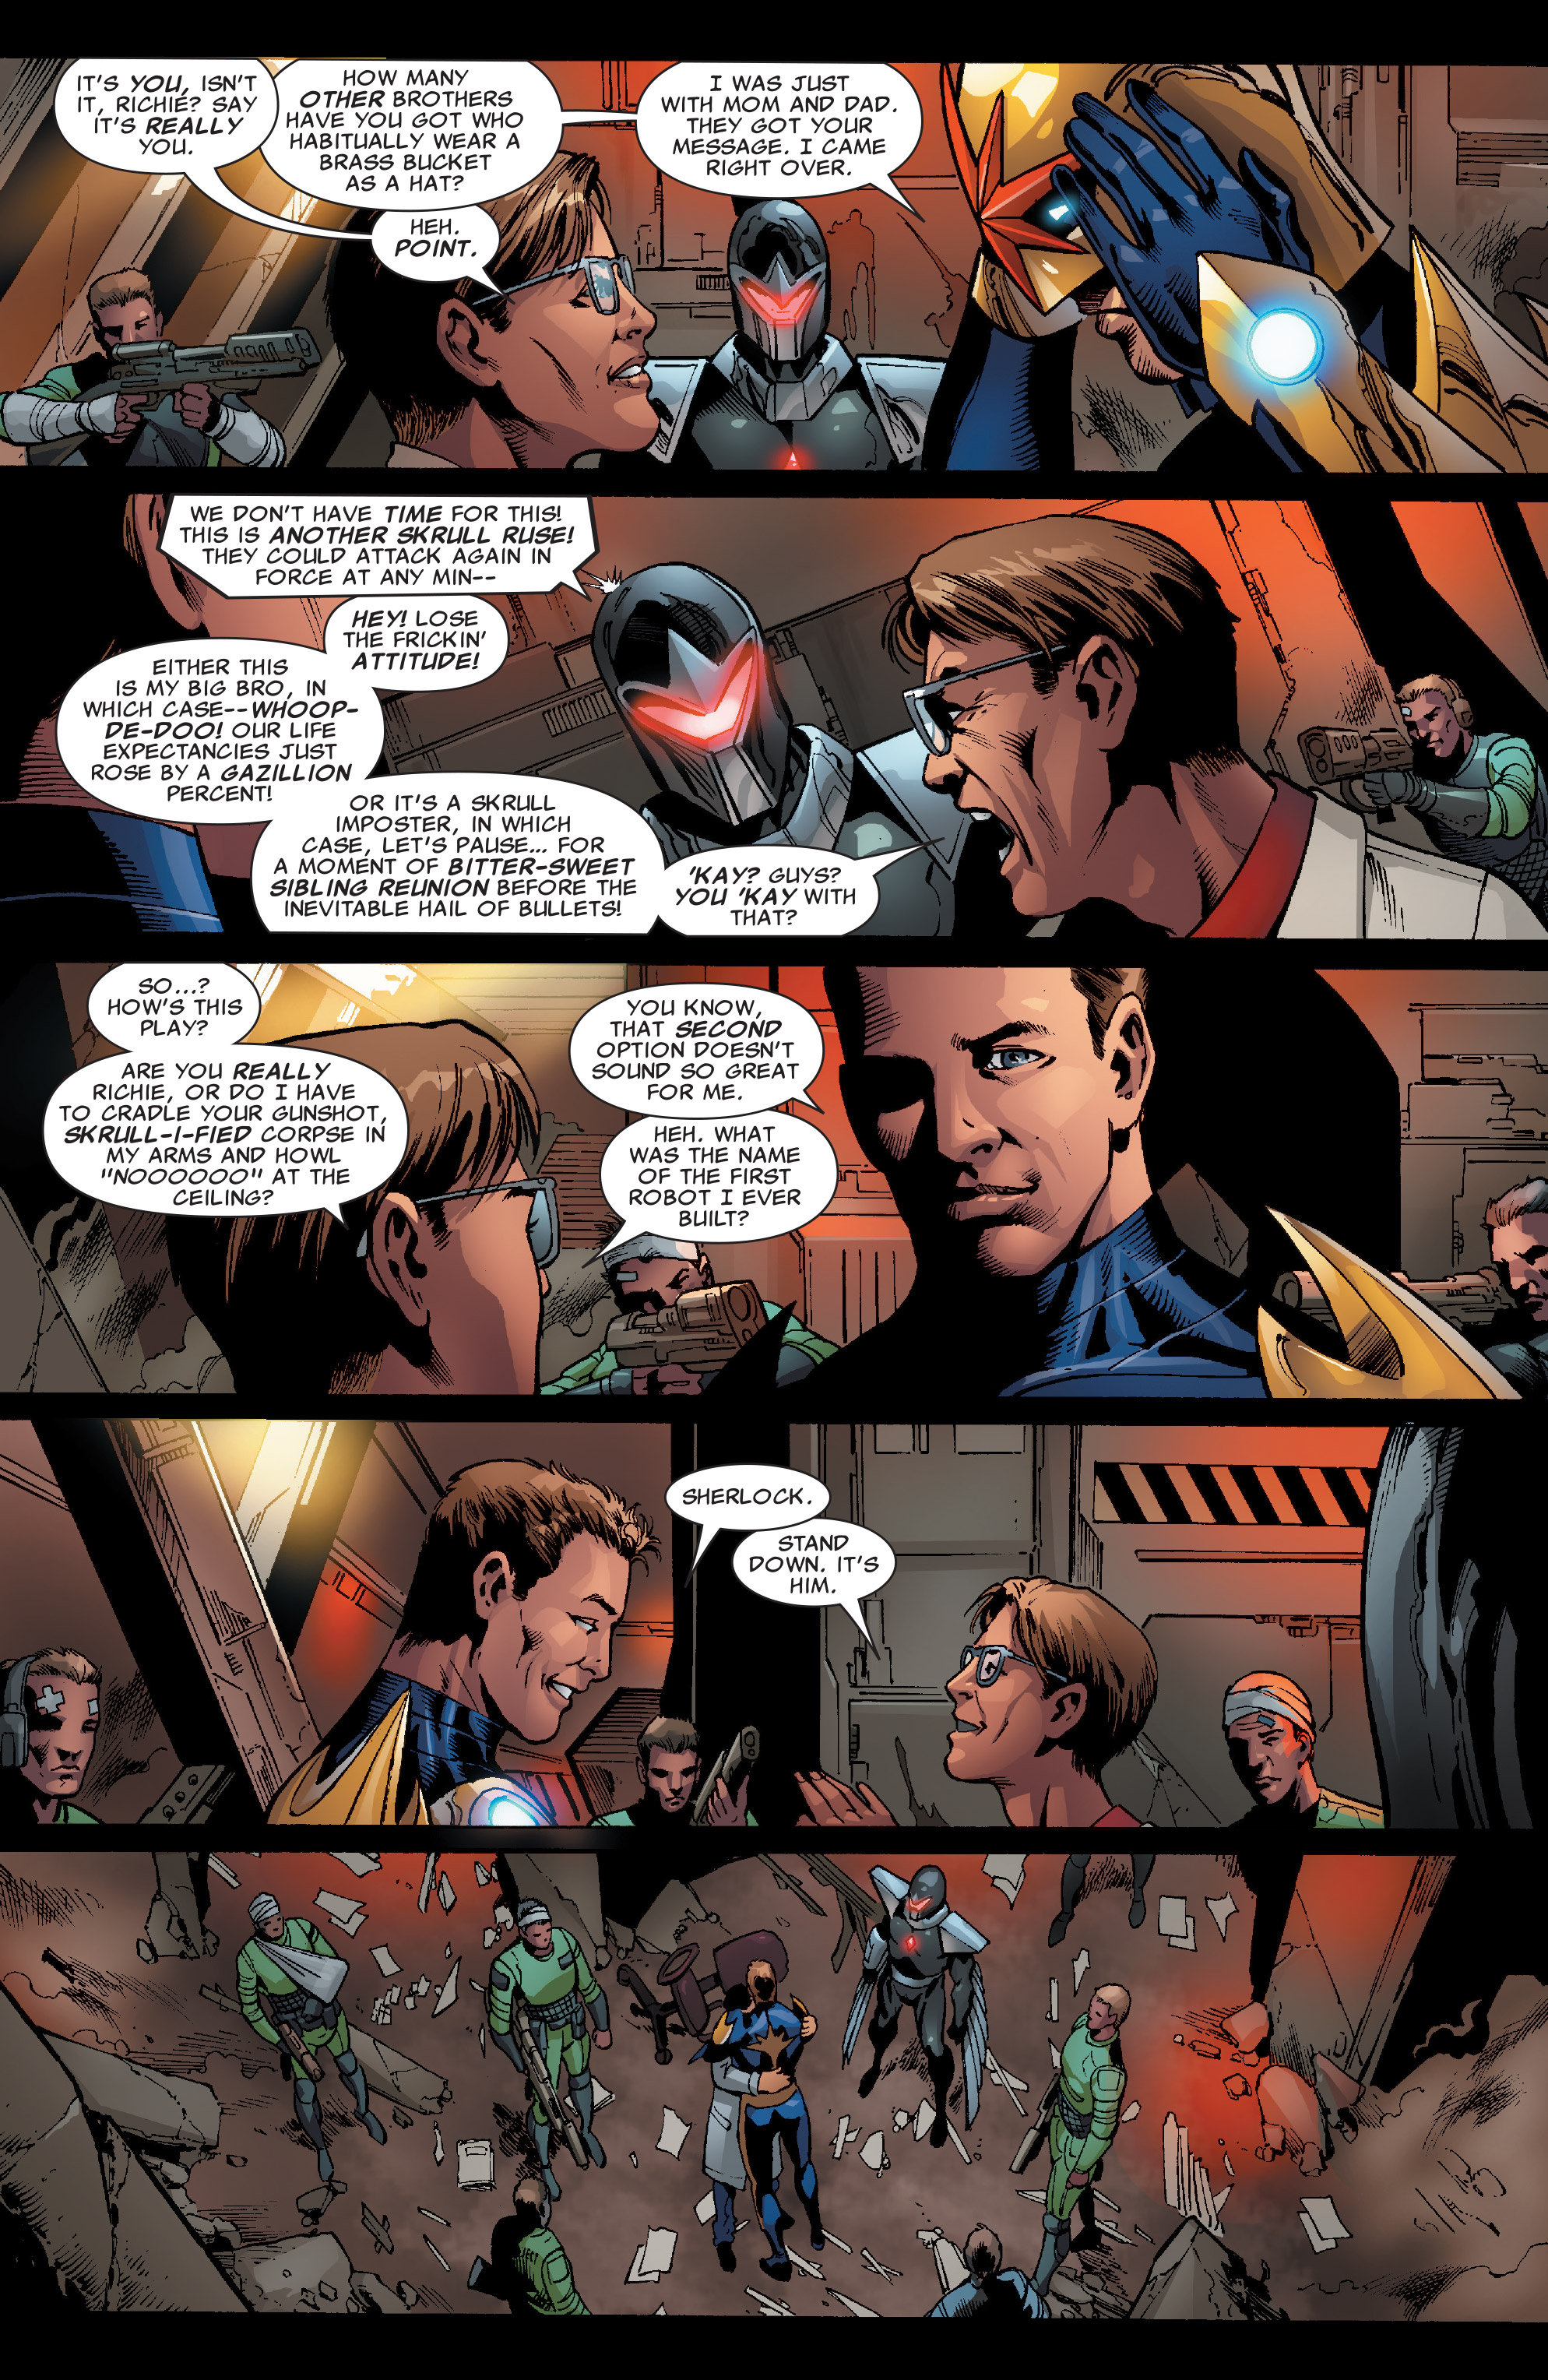 IT'S YOU, ISN'T
IT, RICHIE? SAY
IT'S REALLY
YOU.
HOW MANY
OTHER BROTHERS
HAVE YOU GOT WHO
HABITUALLY WEAR A
BRASS BUCKET
AS A HAT?
HEH.
POINT.
I WAS JUST
WITH MOM AND DAD.
THEY GOT YOUR
MESSAGE. I CAME
RIGHT OVER.
WE DON'T HAVE TIME FOR THIS!
THIS IS ANOTHER SKRULL RUSE!
THEY COULD ATTACK AGAIN IN
FORCE AT ANY MIN--
HEY! LOSE
THE FRICKIN'
ATTITUDE!
EITHER THIS
IS MY BIG BRO, IN
WHICH CASE--WHOOP-
DE-DOO! OUR LIFE
EXPECTANCIES JUST
ROSE BY A GAZILLION
PERCENT!
OR IT'S A SKRULL
IMPOSTER, IN WHICH
CASE, LET'S PAUSE... FOR
A MOMENT OF BITTER-SWEET
SIBLING REUNION BEFORE THE
INEVITABLE HAIL OF BULLETS!
'KAY? GUYS?
YOU 'KAY WITH
THAT?
SO...?
HOW'S THIS
PLAY?
ARE YOU REALLY
RICHIE, OR DO I HAVE
TO CRADLE YOUR GUNSHOT,
SKRULL-I-FIED CORPSE IN
MY ARMS AND HOWL
"NOOOOOO" AT THE
CEILING?
YOU KNOW,
THAT SECOND
OPTION DOESN'T
SOUND SO GREAT
FOR ME.
HEH. WHAT
WAS THE NAME
OF THE FIRST
ROBOT I EVER
BUILT?
SHERLOCK.
STAND
DOWN. IT'S
HIM.